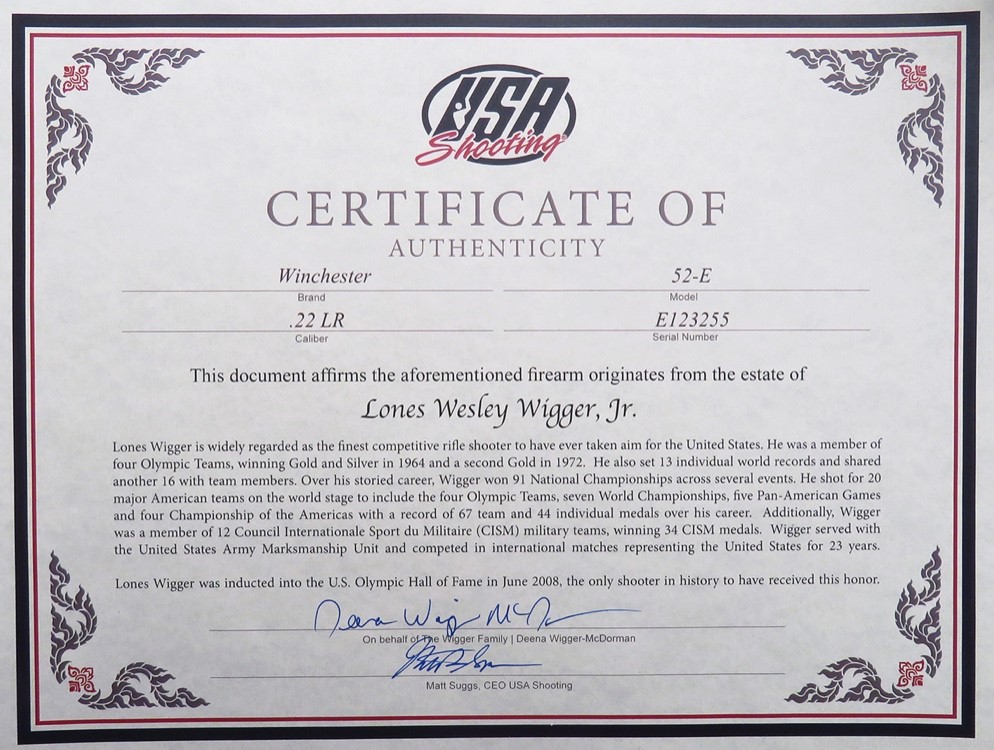 USA
Shooting
CERTIFICATE OF
AUTHENTICITY
Winchester 52-E
Brand Model
.22 LR E123255
Caliber Serial Number
This document affirms the aforementioned firearm originates from the estate of
Lones Wesley Wigger, Jr.
Lones Wigger is widely regarded as the finest competitive rifle shooter to have ever taken aim for the United States. He was a member of
four Olympic Teams, winning Gold and Silver in 1964 and a second Gold in 1972. He also set 13 individual world records and shared
another 16 with team members. Over his storied career, Wigger won 91 National Championships across several events. He shot for 20
major American teams on the world stage to include the four Olympic Teams, seven World Championships, five Pan-American Games
and four Championship of the Americas with a record of 67 team and 44 individual medals over his career. Additionally, Wigger
was a member of 12 Council Internationale Sport du Militaire (CISM) military teams, winning 34 CISM medals. Wigger served with
the United States Army Marksmanship Unit and competed in international matches representing the United States for 23 years.
Lones Wigger was inducted into the U.S. Olympic Hall of Fame in June 2008, the only shooter in history to have received this honor.
On behalf of The Wigger Family | Deena Wigger-McDorman
Matt Suggs, CEO USA Shooting